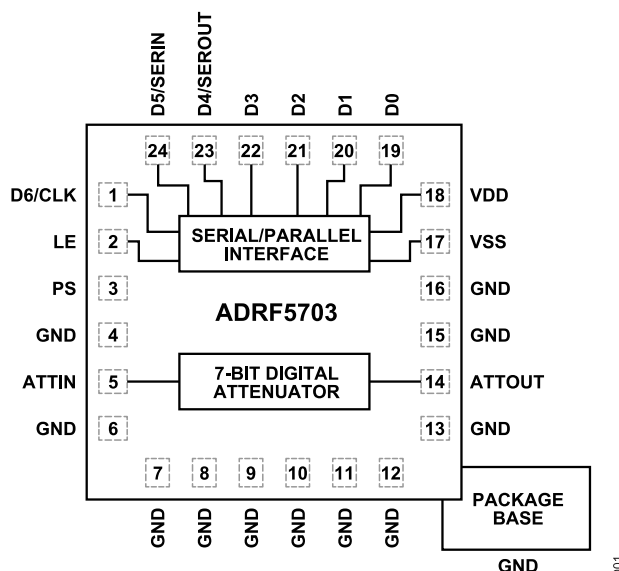 D5/SERIN
D4/SEROUT
D3
D2
D1
D0
24
23
22
21
20
19
D6/CLK
1
18
VDD
LE
2
SERIAL/PARALLEL
INTERFACE
17
VSS
PS
3
16
GND
ADRF5703
GND
4
15
GND
ATTIN
5
7-BIT DIGITAL
ATTENUATOR
14
ATTOUT
GND
6
13
GND
7
8
9
10
11
12
GND
GND
GND
GND
GND
GND
PACKAGE
BASE
GND
001